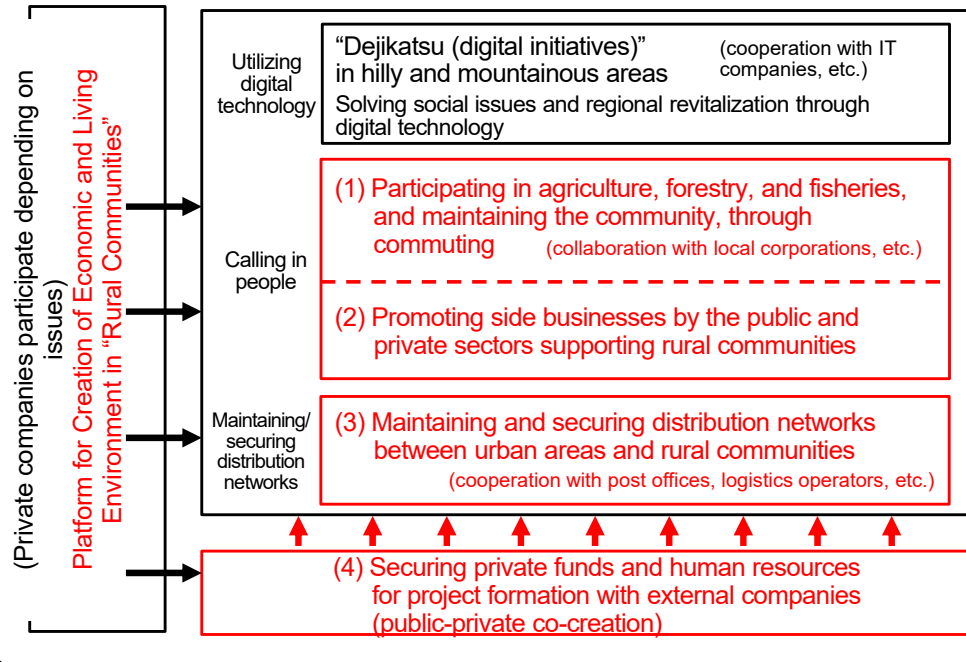 (Private companies participate depending on
issues)
Platform for Creation of Economic and Living
Environment in “Rural Communities”
Utilizing
digital
technology
“Dejikatsu (digital initiatives)”
in hilly and mountainous areas
(cooperation with IT
companies, etc.)
Solving social issues and regional revitalization through
digital technology
Calling in
people
(1) Participating in agriculture, forestry, and fisheries,
and maintaining the community, through
commuting (collaboration with local corporations, etc.)
(2) Promoting side businesses by the public and
private sectors supporting rural communities
Maintaining/
securing
distribution
networks
(3) Maintaining and securing distribution networks
between urban areas and rural communities
(cooperation with post offices, logistics operators, etc.)
(4) Securing private funds and human resources
for project formation with external companies
(public-private co-creation)